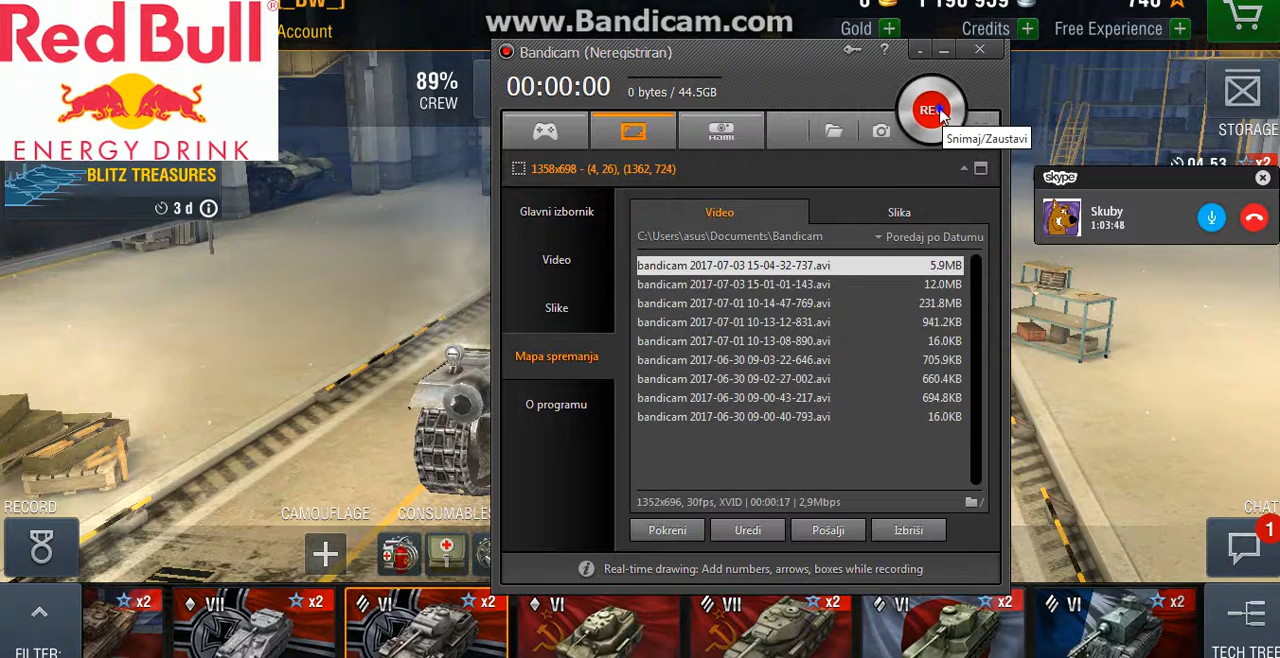 www.Bandicam.com
Red Bull®
ENERGY DRINK
Account
Gold
Credits
Free Experience
89%
CREW
BLITZ TREASURES
3 d
STORAGE
Bandicam (Neregistriran)
00:00:00
0 bytes / 44.5GB
HDMI
Snimaj/Zaustavi
1358x698 - (4, 26), (1362, 724)
Glavni izbornik
Video
Slike
Mapa spremanja
O programu
Video
Slika
C:\Users\asus\Documents\Bandicam
Poredaj po Datumu
bandicam 2017-07-03 15-04-32-737.avi 5.9MB
bandicam 2017-07-03 15-01-01-143.avi 12.0MB
bandicam 2017-07-01 10-14-47-769.avi 231.8MB
bandicam 2017-07-01 10-13-12-831.avi 941.2KB
bandicam 2017-07-01 10-13-08-890.avi 16.0KB
bandicam 2017-06-30 09-03-22-646.avi 705.9KB
bandicam 2017-06-30 09-02-27-002.avi 660.4KB
bandicam 2017-06-30 09-00-43-217.avi 694.8KB
bandicam 2017-06-30 09-00-40-793.avi 16.0KB
1352x696, 30fps, XVID | 00:00:17 | 2,9Mbps
Pokreni
Uredi
Pošalji
Izbriši
Real-time drawing: Add numbers, arrows, boxes while recording
skype
Skuby
1:03:48
RECORD
CAMOUFLAGE
CONSUMABLES
CHAT
1
FILTER:
x2
VII x2
VI x2
VI
VII x2
VI x2
VI x2
TECH TREE